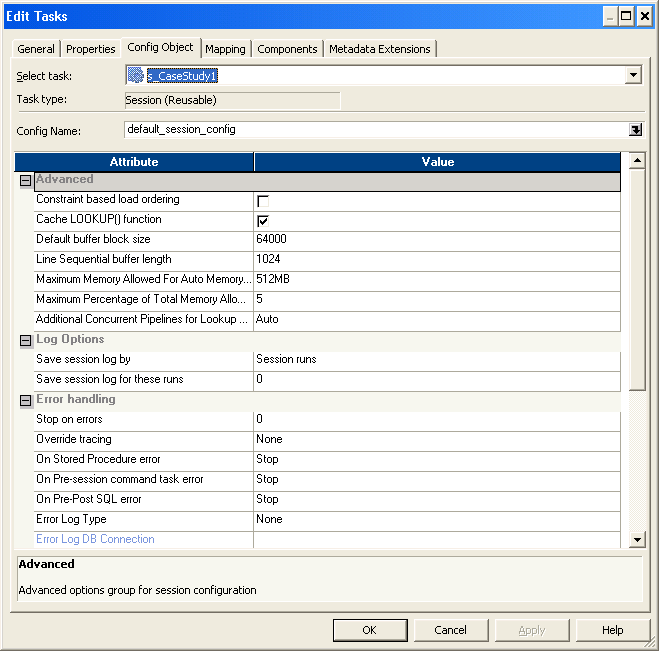 Edit Tasks
General Properties Config Object Mapping Components Metadata Extensions
Select task: s_CaseStudy1
Task type: Session (Reusable)
Config Name: default_session_config
Attribute Value
Advanced
Constraint based load ordering
Cache LOOKUP() function
Default buffer block size 64000
Line Sequential buffer length 1024
Maximum Memory Allowed For Auto Memory... 512MB
Maximum Percentage of Total Memory Allo... 5
Additional Concurrent Pipelines for Lookup ... Auto
Log Options
Save session log by Session runs
Save session log for these runs 0
Error handling
Stop on errors 0
Override tracing None
On Stored Procedure error Stop
On Pre-session command task error Stop
On Pre-Post SQL error Stop
Error Log Type None
Error Log DB Connection
Advanced
Advanced options group for session configuration
OK Cancel Apply Help